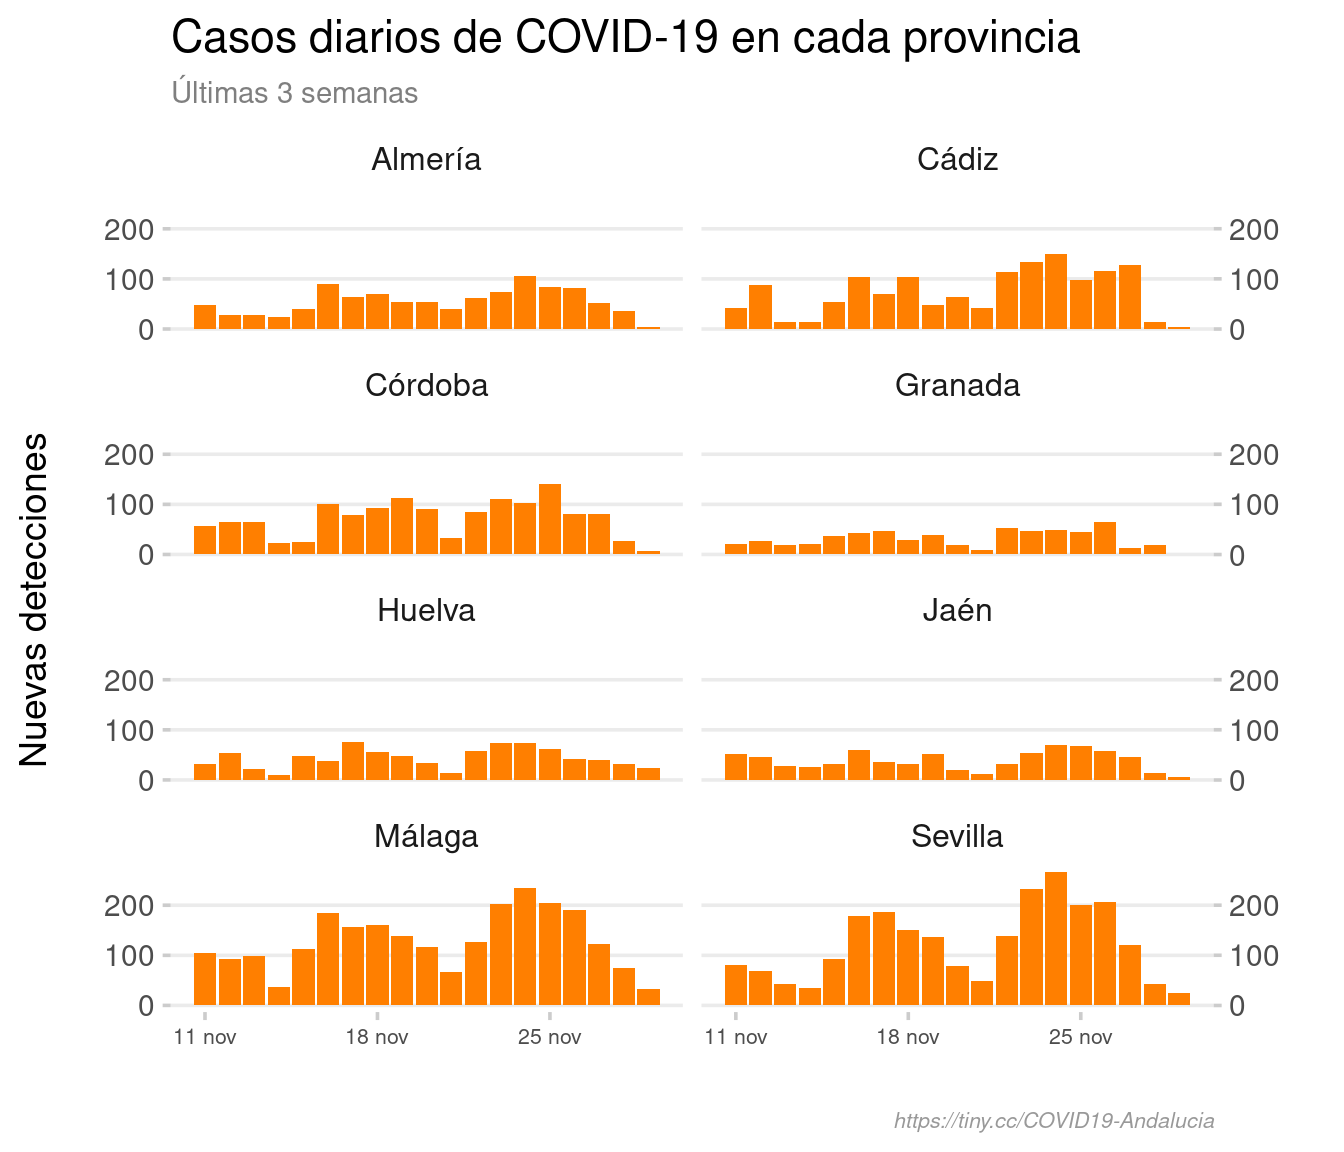 Casos diarios de COVID-19 en cada provincia
Últimas 3 semanas
Nuevas detecciones
Almería
Cádiz
200
100
0
200
100
0
Córdoba
Granada
200
100
0
200
100
0
Huelva
Jaén
200
100
0
200
100
0
Málaga
Sevilla
200
100
0
200
100
0
11 nov 18 nov 25 nov
11 nov 18 nov 25 nov
https://tiny.cc/COVID19-Andalucia